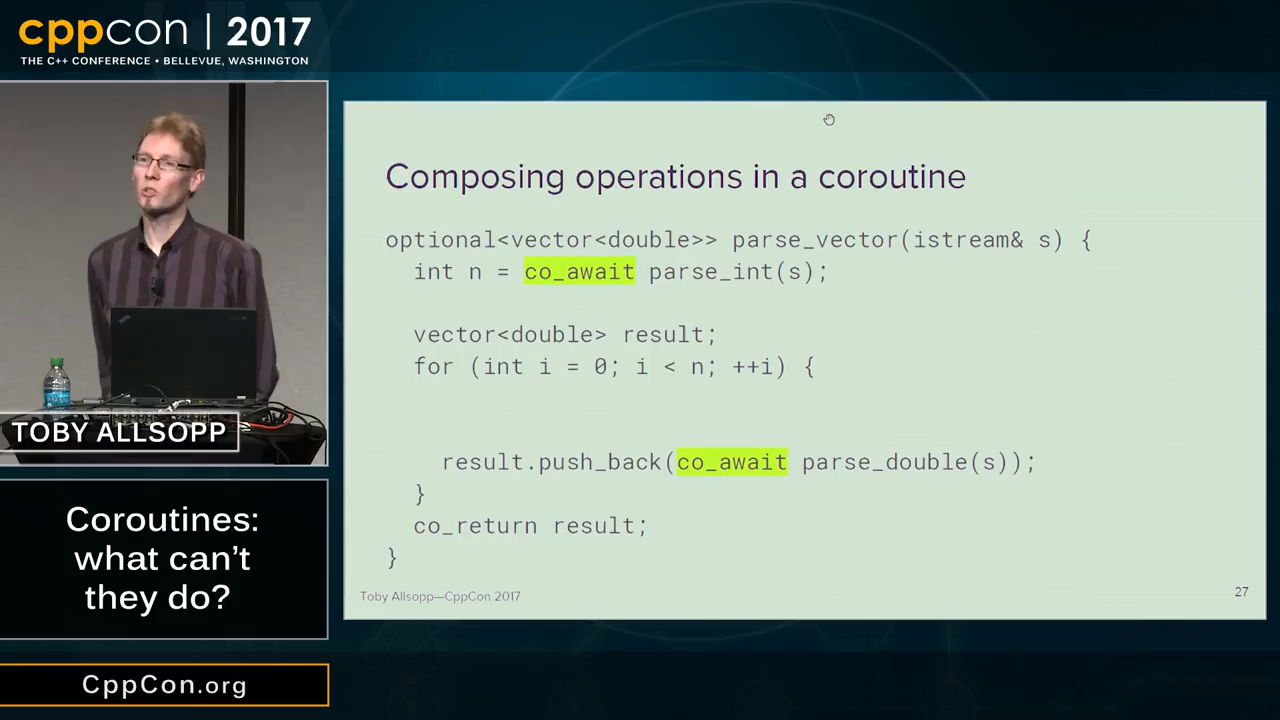 cppcon | 2017
THE C++ CONFERENCE • BELLEVUE, WASHINGTON
TOBY ALLSOPP
Coroutines:
what can't
they do?
CppCon.org
Composing operations in a coroutine
optional<vector<double>> parse_vector(istream& s) {
  int n = co_await parse_int(s);
  vector<double> result;
  for (int i = 0; i < n; ++i) {
    result.push_back(co_await parse_double(s));
  }
  co_return result;
}
Toby Allsopp—CppCon 2017
27